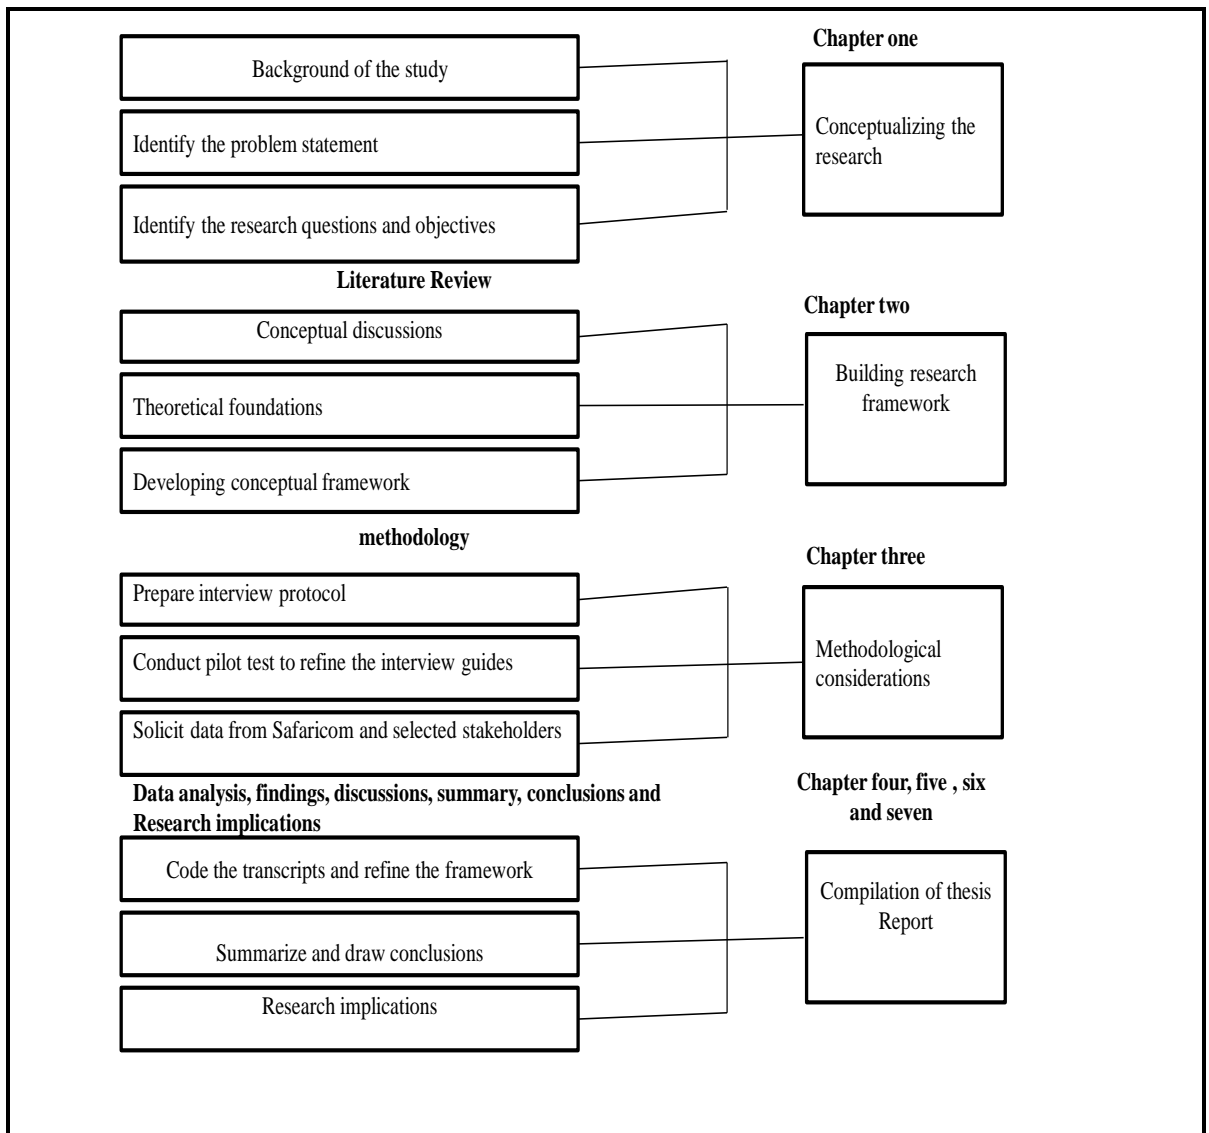 Chapter one
Background of the study
Identify the problem statement
Identify the research questions and objectives
Conceptualizing the
research
Literature Review
Chapter two
Conceptual discussions
Theoretical foundations
Developing conceptual framework
Building research
framework
methodology
Chapter three
Prepare interview protocol
Conduct pilot test to refine the interview guides
Solicit data from Safaricom and selected stakeholders
Methodological
considerations
Data analysis, findings, discussions, summary, conclusions and
Research implications
Chapter four, five , six
and seven
Code the transcripts and refine the framework
Summarize and draw conclusions
Research implications
Compilation of thesis
Report